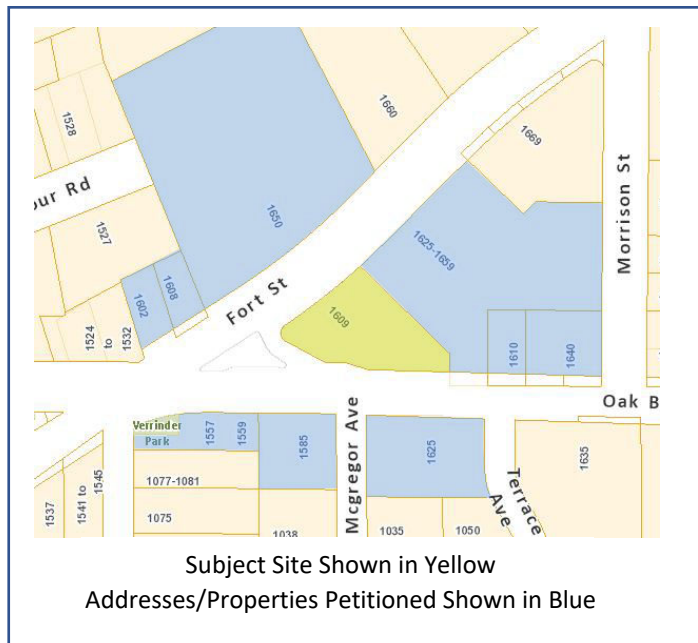 1528
our Rd
1527
1524
to
1532
1602
1608
1650
1660
Fort St
1609
1625-1659
1669
Morrison St
1610
1640
Oak B
Verrinder
Park
1557
1559
1585
1625
1635
1077-1081
1075
1038
1035
1050
Mcgregor Ave
Terrace
Ave
1537
1541 to
1545
Subject Site Shown in Yellow
Addresses/Properties Petitioned Shown in Blue